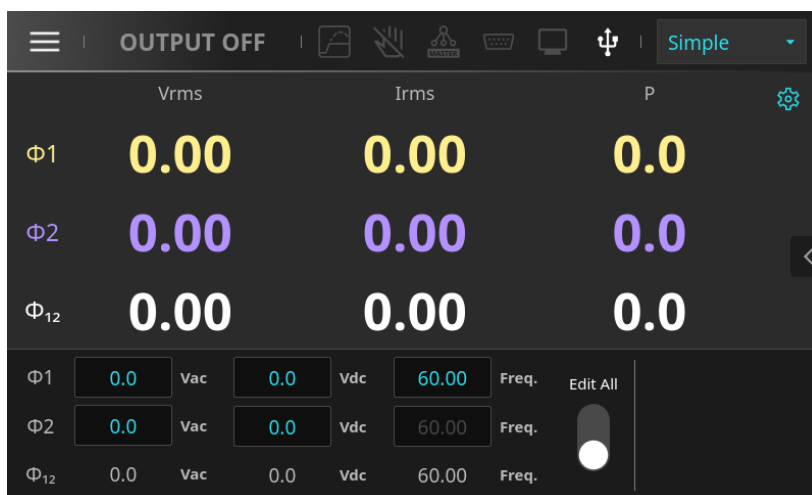 OUTPUT OFF MASTER Simple
Vrms Irms P
Φ1 0.00 0.00 0.0
Φ2 0.00 0.00 0.0
Φ₁₂ 0.00 0.00 0.0
Φ1 0.0 Vac 0.0 Vdc 60.00 Freq. Edit All
Φ2 0.0 Vac 0.0 Vdc 60.00 Freq.
Φ₁₂ 0.0 Vac 0.0 Vdc 60.00 Freq.